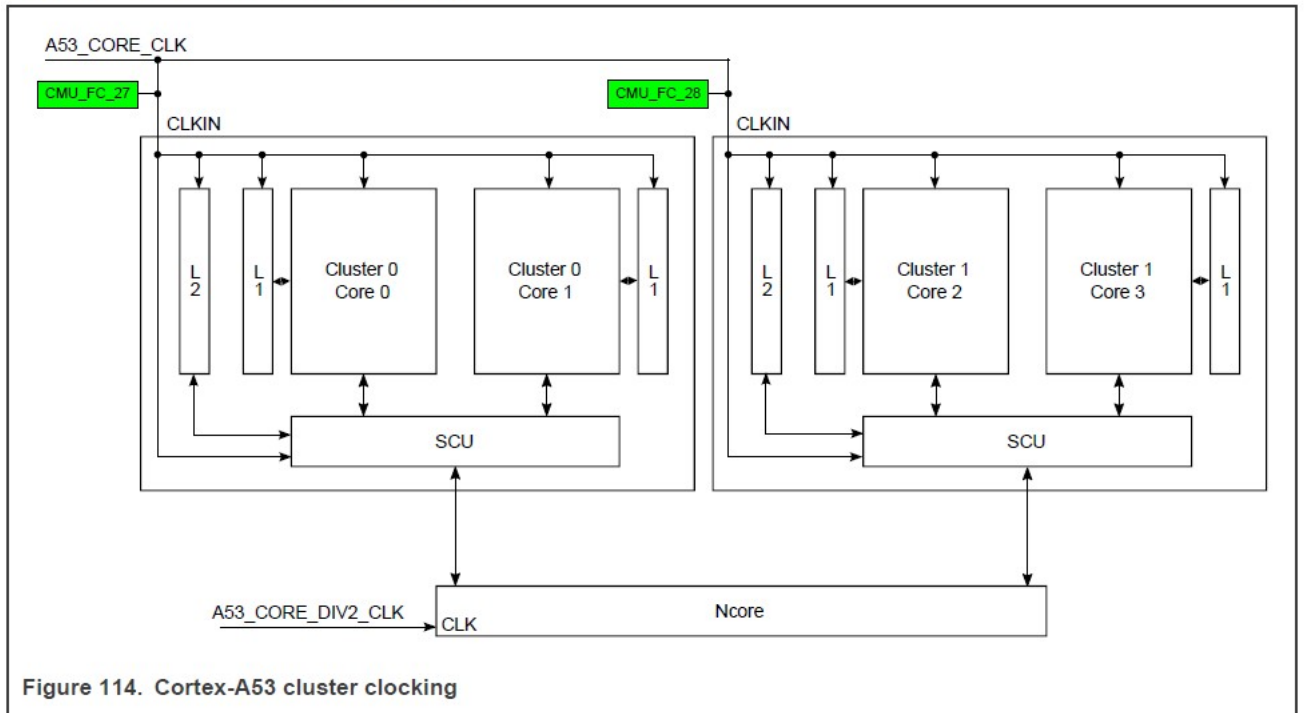 A53_CORE_CLK
CMU_FC_27
CMU_FC_28
CLKIN
CLKIN
L
2
L
1
Cluster 0
Core 0
Cluster 0
Core 1
L
1
L
2
L
1
Cluster 1
Core 2
Cluster 1
Core 3
L
1
SCU
SCU
A53_CORE_DIV2_CLK
CLK
Ncore
Figure 114. Cortex-A53 cluster clocking